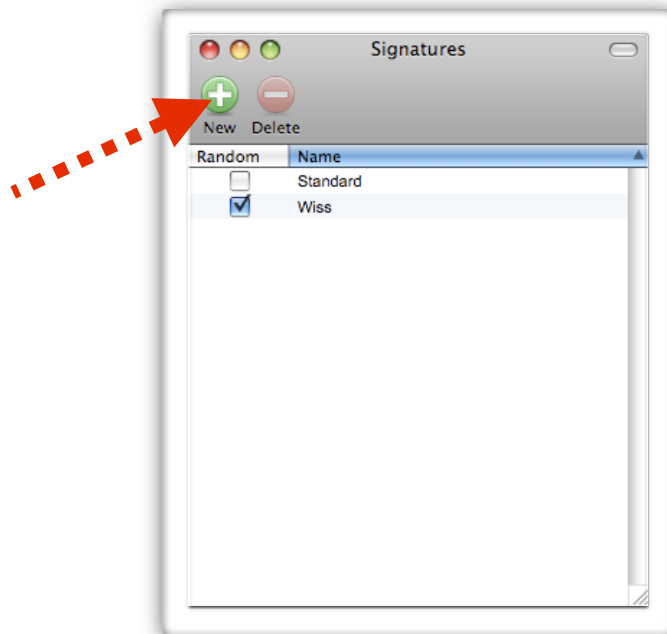 Signatures
New Delete
Random Name
Standard
Wiss